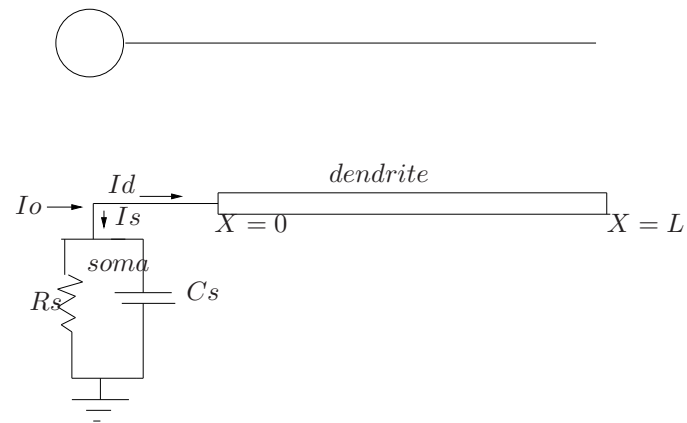 dendrite
Id
Io
Is
X = 0
X = L
soma
Rs
Cs